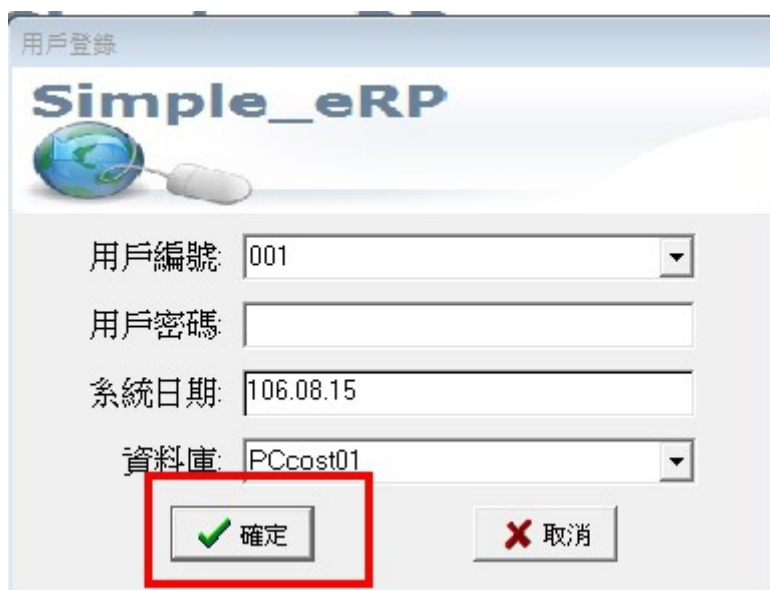 用戶登錄
Simple_eRP
用戶編號: 001
用戶密碼:
系統日期: 106.08.15
資料庫: PCcost01
確定 取消